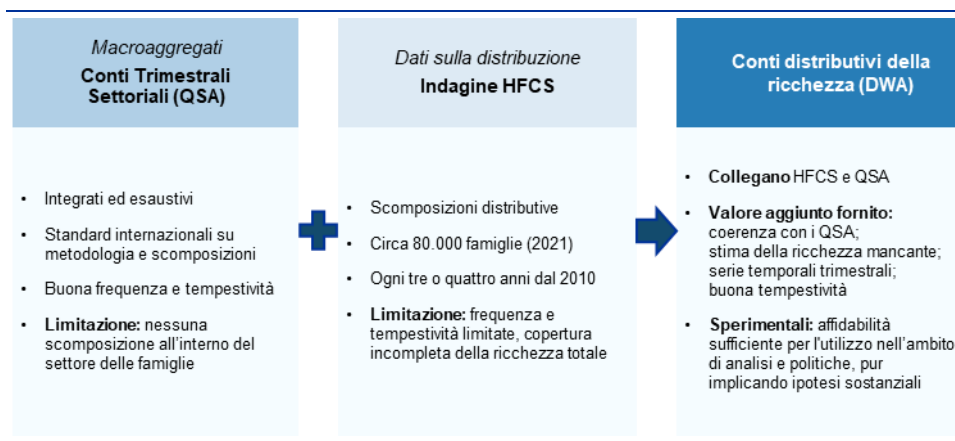 Macroaggregati
Conti Trimestrali
Settoriali (QSA)
• Integrati ed esaustivi
• Standard internazionali su
metodologia e scomposizioni
• Buona frequenza e tempestività
• Limitazione: nessuna
scomposizione all'interno del
settore delle famiglie
Dati sulla distribuzione
Indagine HFCS
• Scomposizioni distributive
• Circa 80.000 famiglie (2021)
• Ogni tre o quattro anni dal 2010
• Limitazione: frequenza e
tempestività limitate, copertura
incompleta della ricchezza totale
Conti distributivi della
ricchezza (DWA)
• Collegano HFCS e QSA
• Valore aggiunto fornito:
coerenza con i QSA;
stima della ricchezza mancante;
serie temporali trimestrali;
buona tempestività
• Sperimentali: affidabilità
sufficiente per l'utilizzo nell'ambito
di analisi e politiche, pur
implicando ipotesi sostanziali